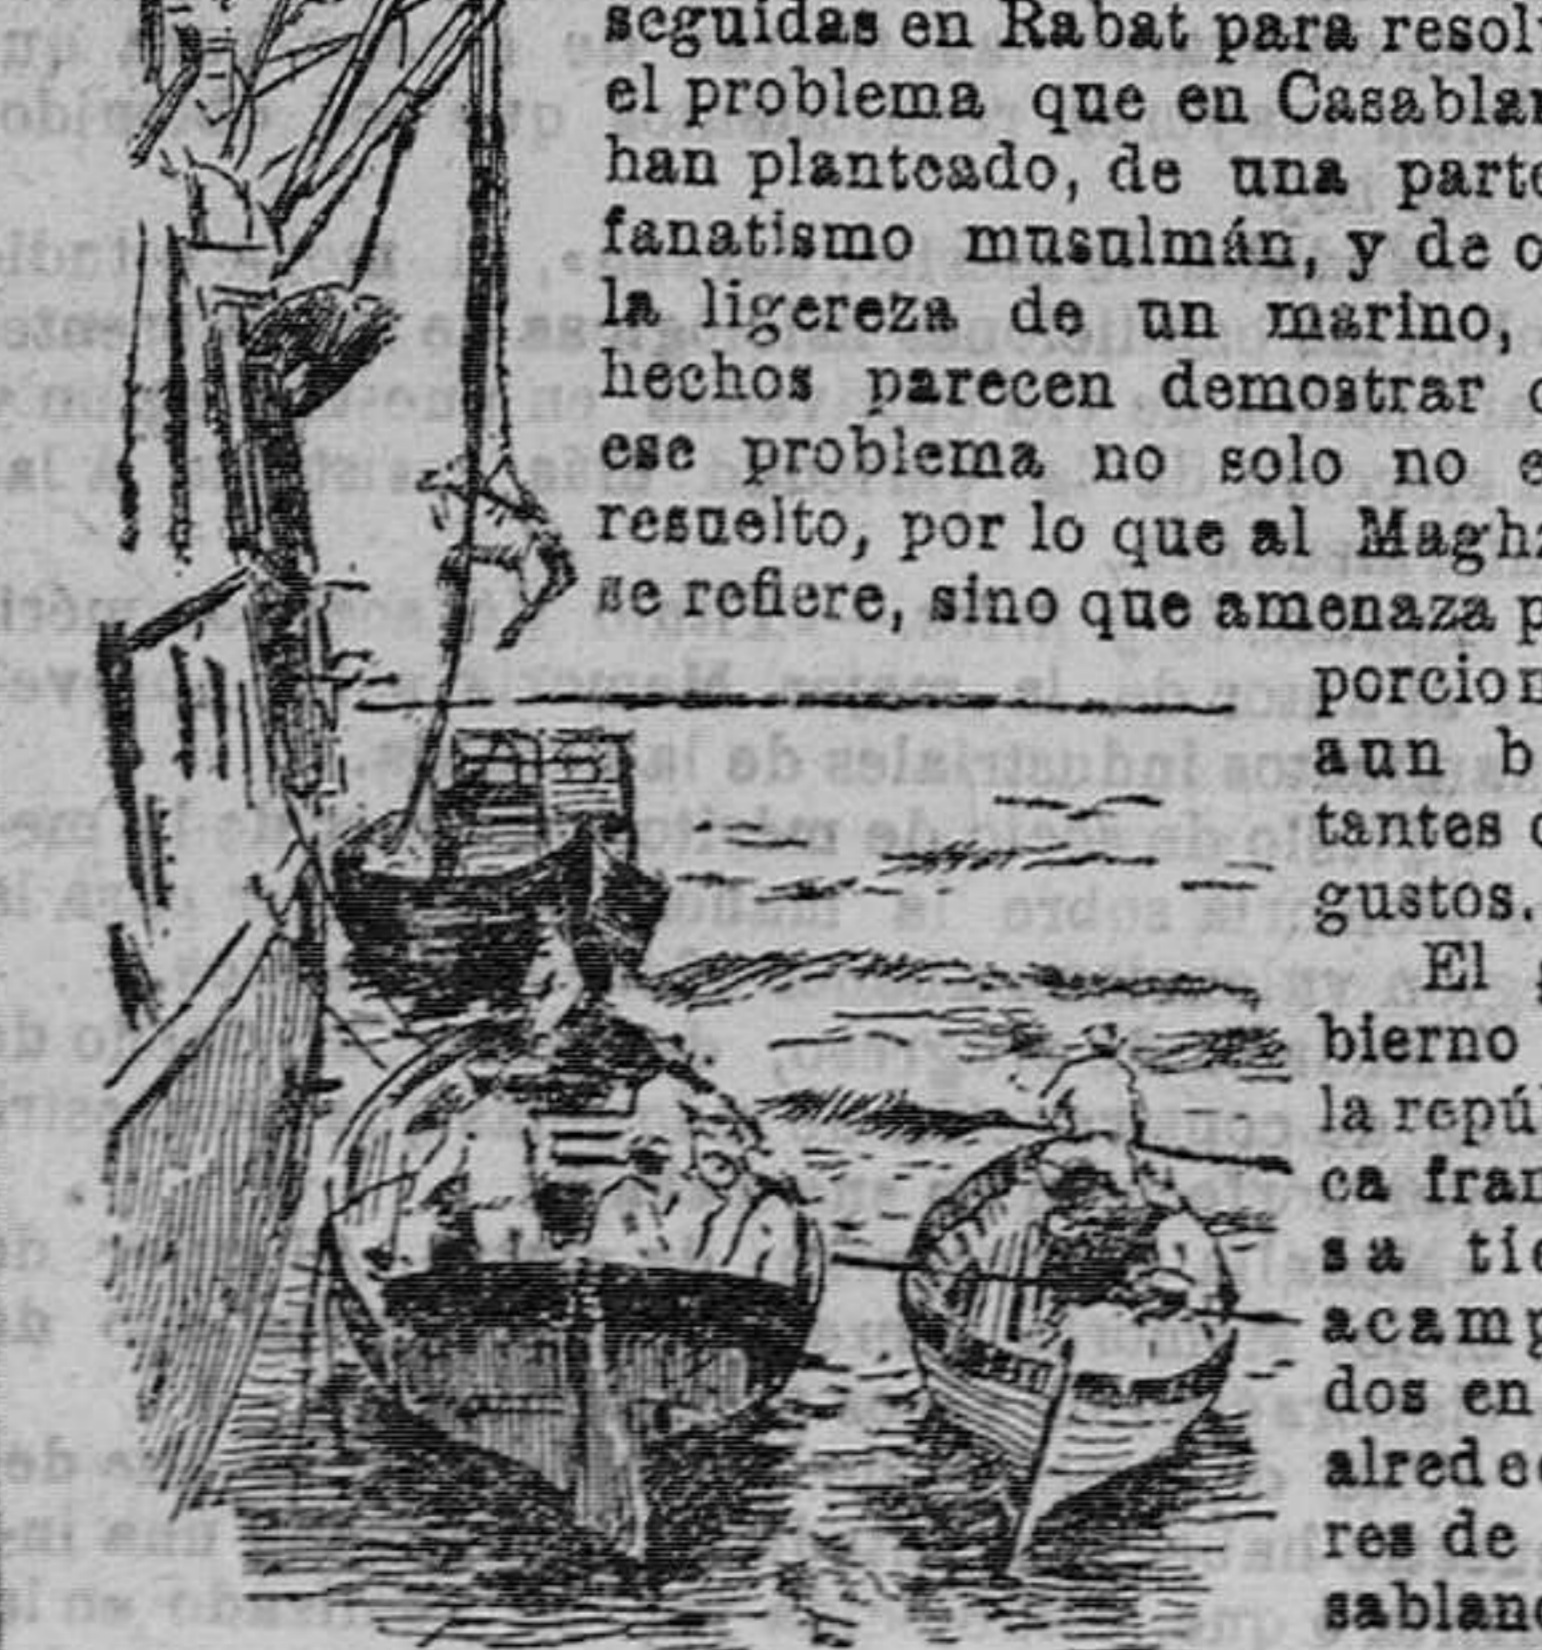 seguidas en Rabat para resol
el problema que en Casablan
han planteado, de una parte
fanatismo musulmán, y de o
la ligereza de un marino,
hechos parecen demostrar
ese problema no solo no e
resuelto, por lo que al Magh
se refiere, sino que amenaza p
porcion
aun b
tantes
gustos.
El
bierno
la repú
ca fran
sa tie
acamp
dos en
alrede
res de
sablanc